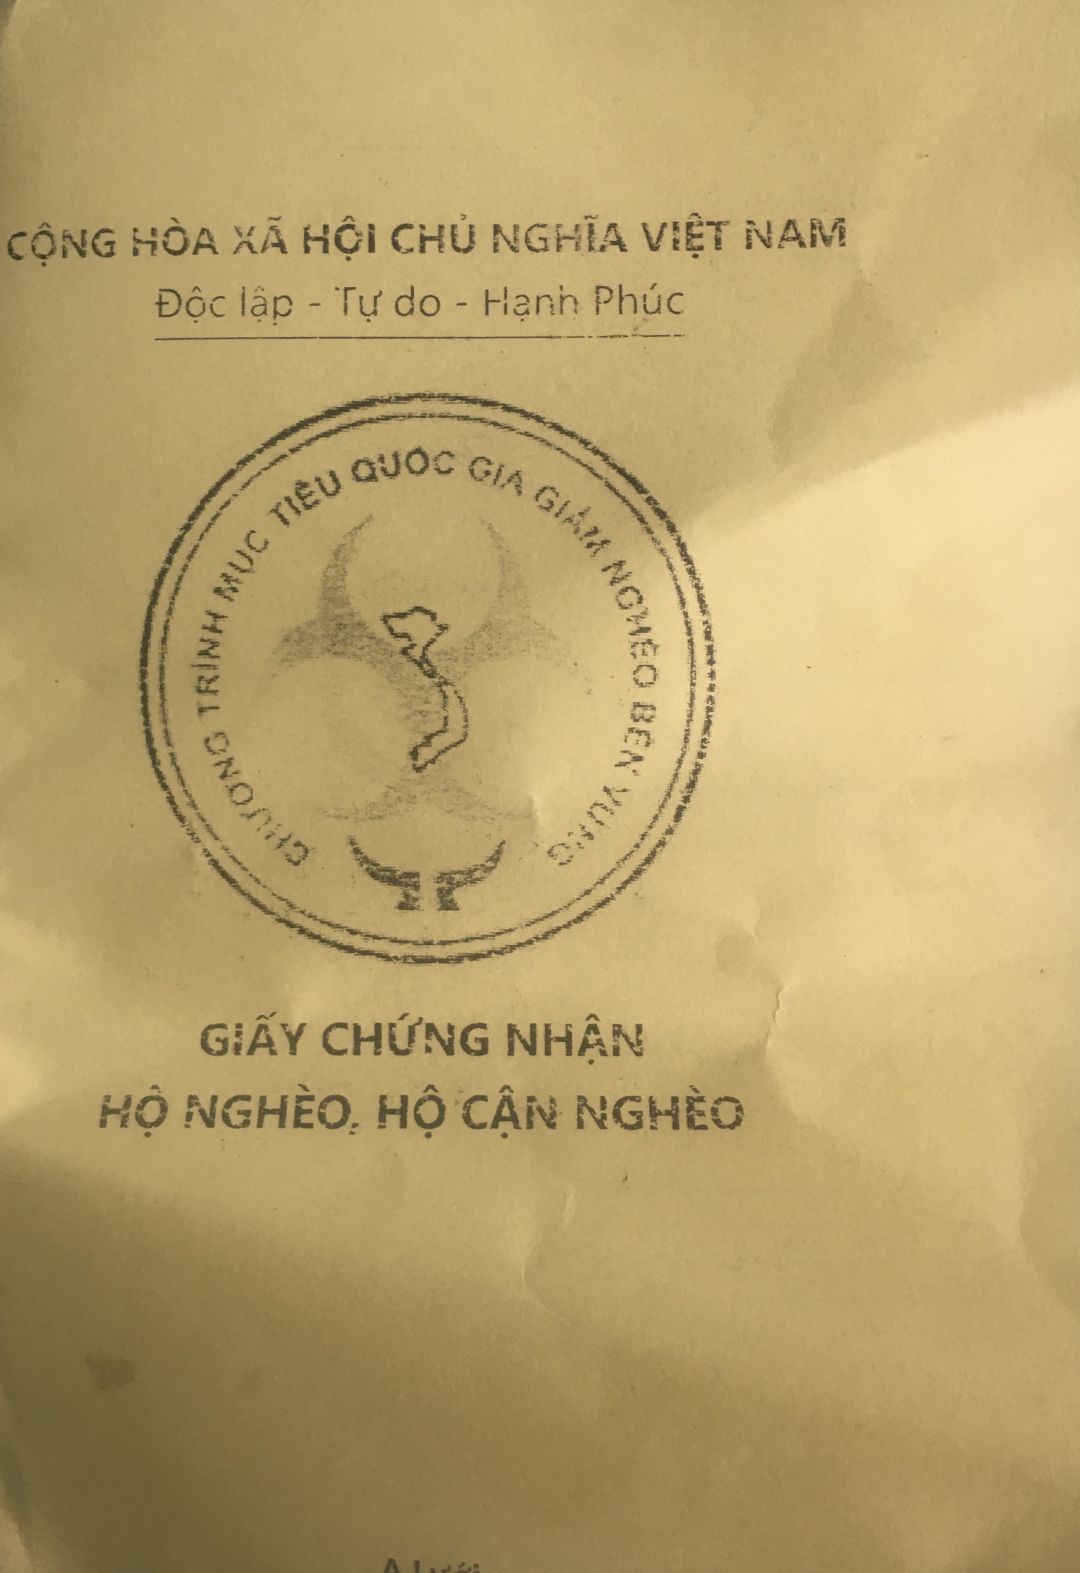 CỘNG HÒA XÃ HỘI CHỦ NGHĨA VIỆT NAM
Độc lập - Tự do - Hạnh Phúc
CHƯƠNG TRÌNH MỤC TIÊU QUỐC GIA GIẢM NGHÈO BỀN VỮNG
GIẤY CHỨNG NHẬN
HỘ NGHÈO, HỘ CẬN NGHÈO